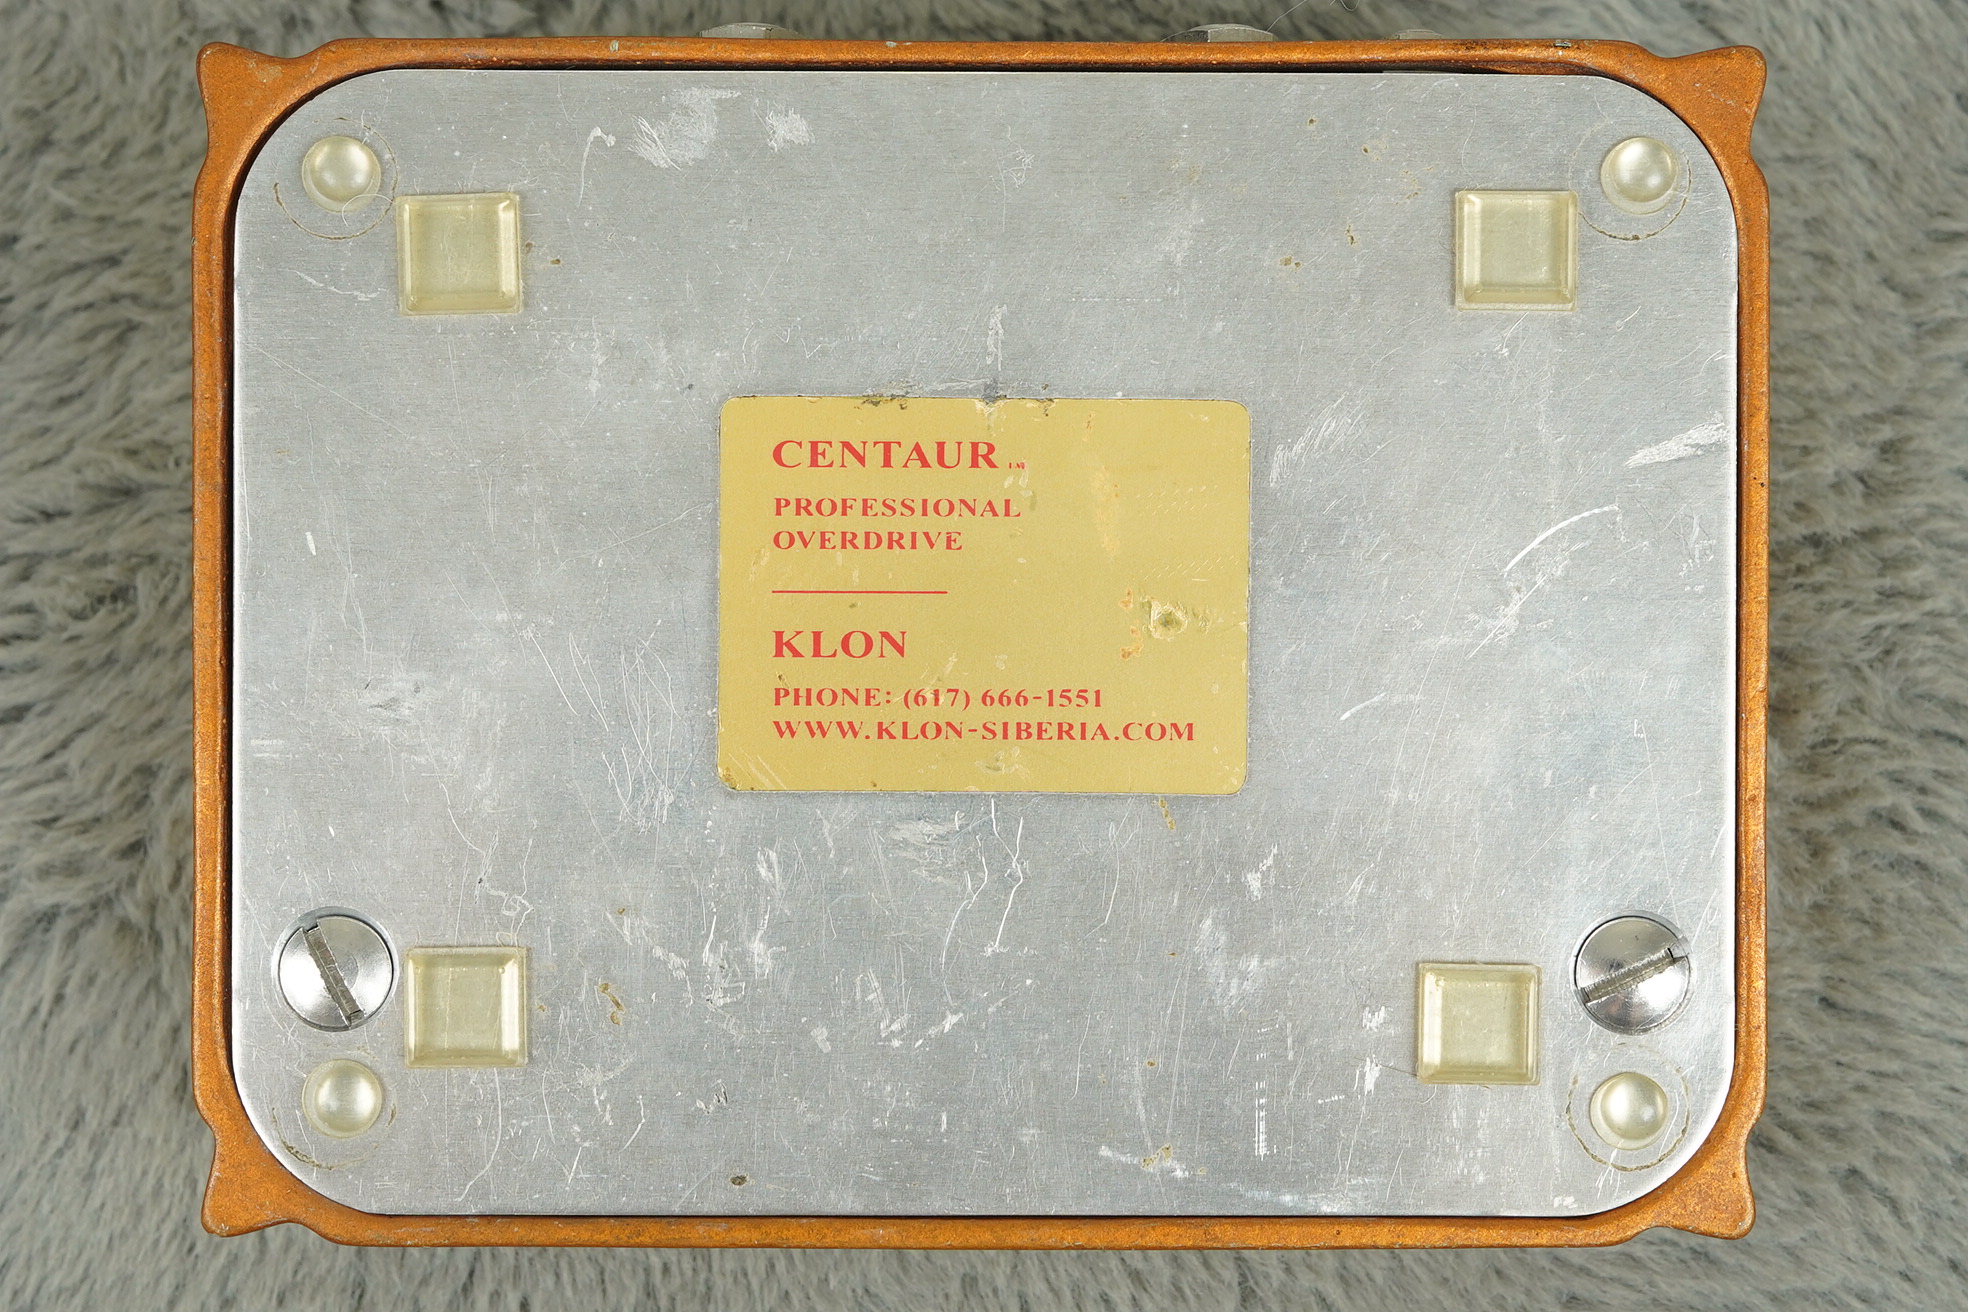 CENTAUR ™
PROFESSIONAL
OVERDRIVE
KLON
PHONE: (617) 666-1551
WWW.KLON-SIBERIA.COM